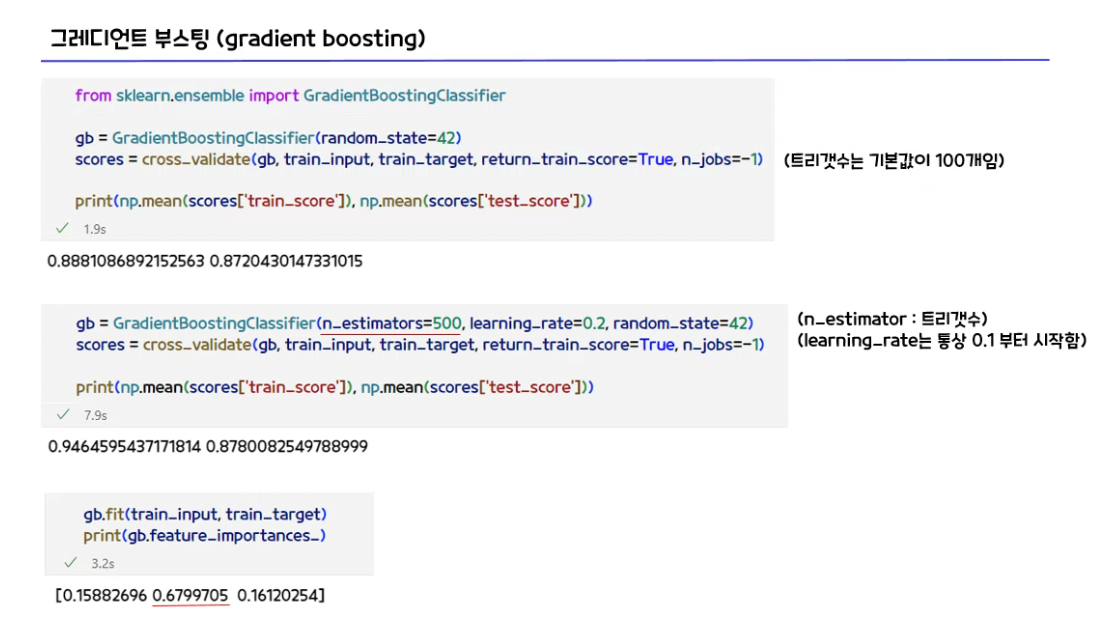 그레디언트 부스팅 (gradient boosting)
from sklearn.ensemble import GradientBoostingClassifier
gb = GradientBoostingClassifier(random_state=42)
scores = cross_validate(gb, train_input, train_target, return_train_score=True, n_jobs=-1)
(트리갯수는 기본값이 100개임)
print(np.mean(scores['train_score']), np.mean(scores['test_score']))
✓ 1.9s
0.8881086892152563 0.8720430147331015
gb = GradientBoostingClassifier(n_estimators=500, learning_rate=0.2, random_state=42)
scores = cross_validate(gb, train_input, train_target, return_train_score=True, n_jobs=-1)
(n_estimator : 트리갯수)
(learning_rate는 통상 0.1 부터 시작함)
print(np.mean(scores['train_score']), np.mean(scores['test_score']))
✓ 7.9s
0.9464595437171814 0.8780082549788999
gb.fit(train_input, train_target)
print(gb.feature_importances_)
✓ 3.2s
[0.15882696 0.6799705 0.16120254]